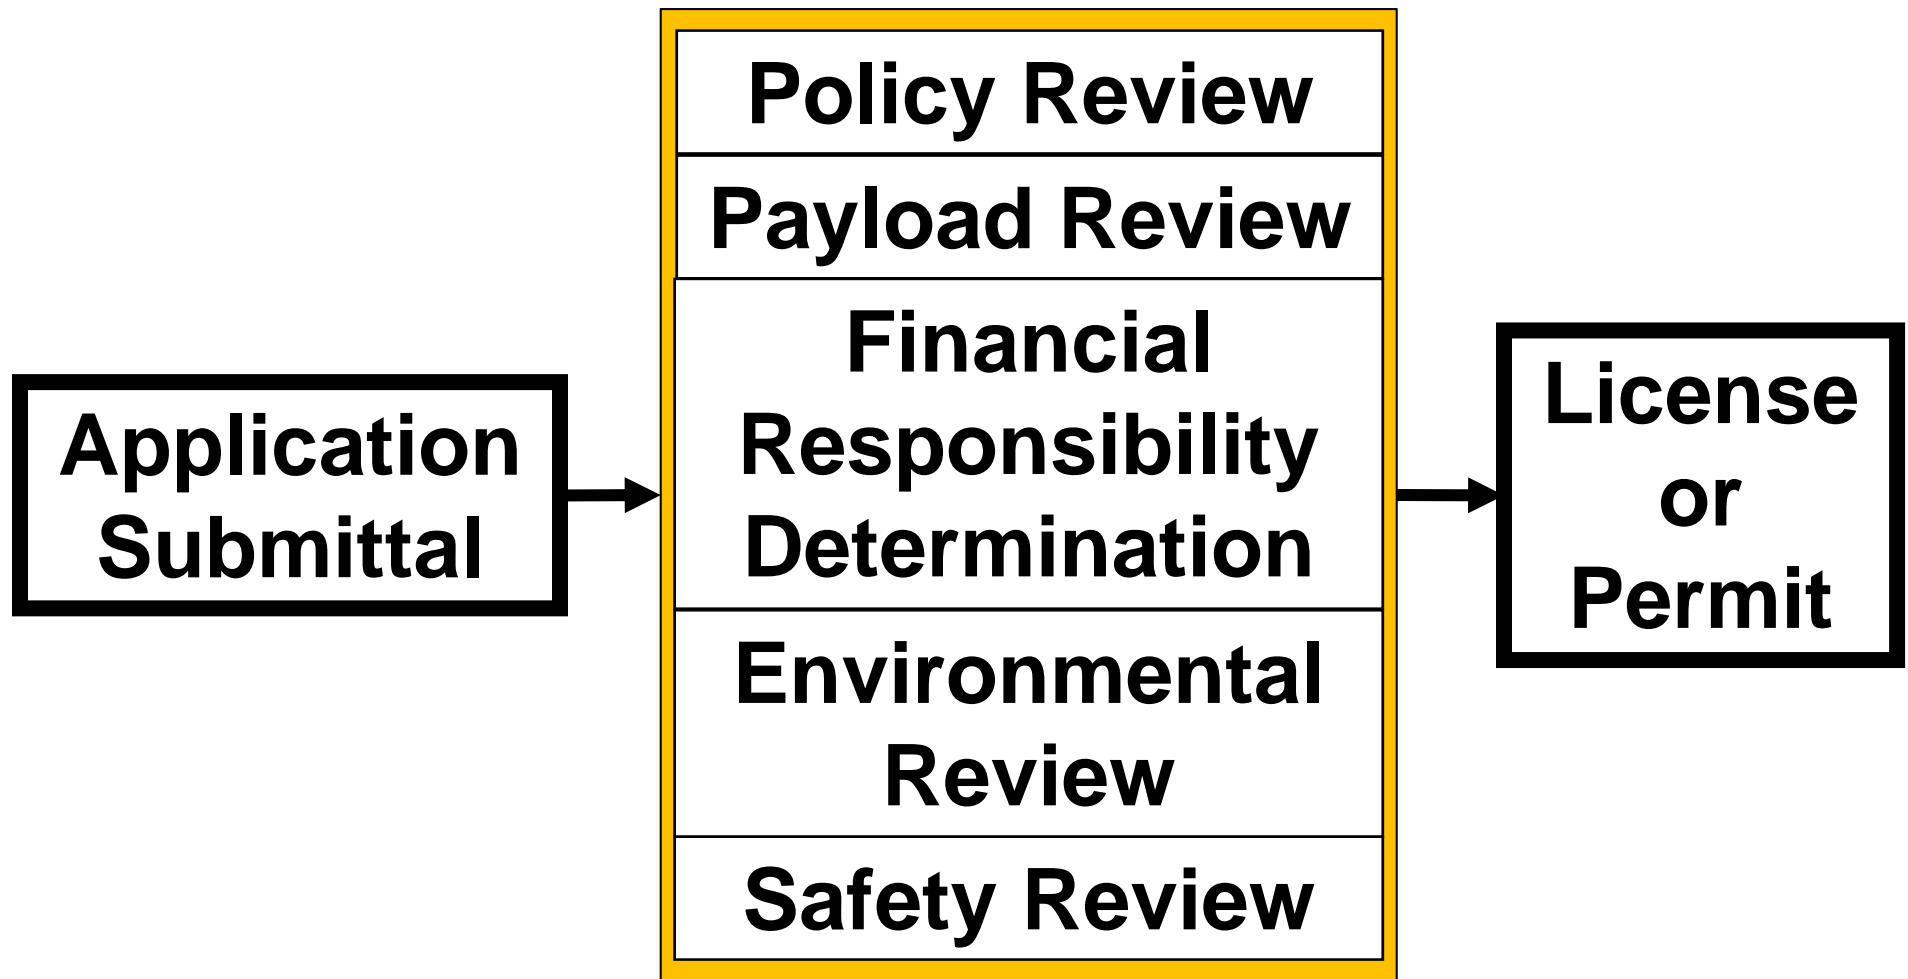 Policy Review
Payload Review
Financial
Responsibility
Determination
Environmental
Review
Safety Review
Application
Submittal
License
or
Permit